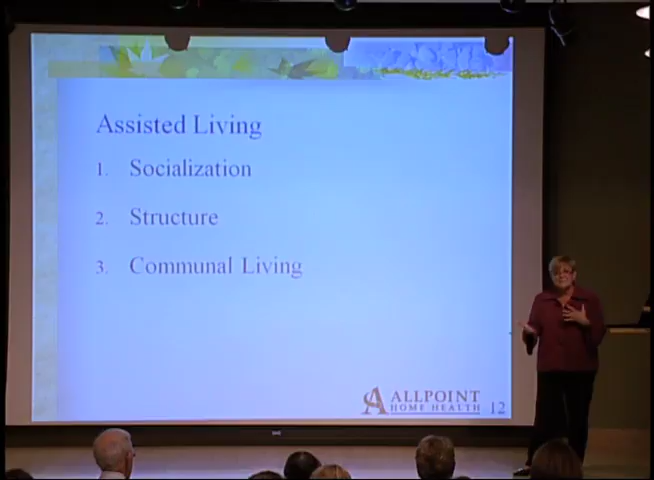 Assisted Living
1. Socialization
2. Structure
3. Communal Living
ALLPOINT
HOME HEALTH 12